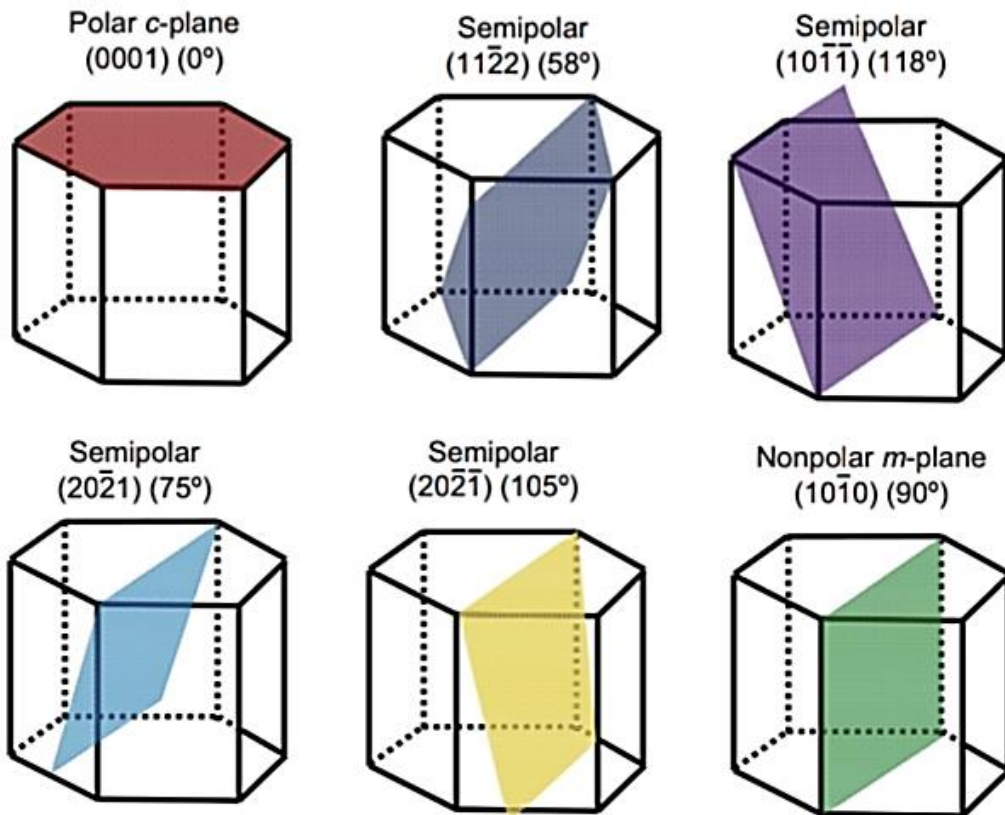 Polar c-plane
(0001) (0º)
Semipolar
(112̅2) (58º)
Semipolar
(101̅1̅) (118º)
Semipolar
(202̅1) (75º)
Semipolar
(202̅1̅) (105º)
Nonpolar m-plane
(101̅0) (90º)